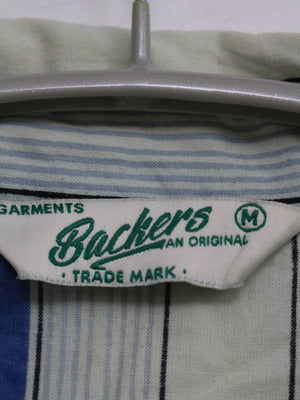 GARMENTS
Backers M
AN ORIGINAL
· TRADE MARK ·